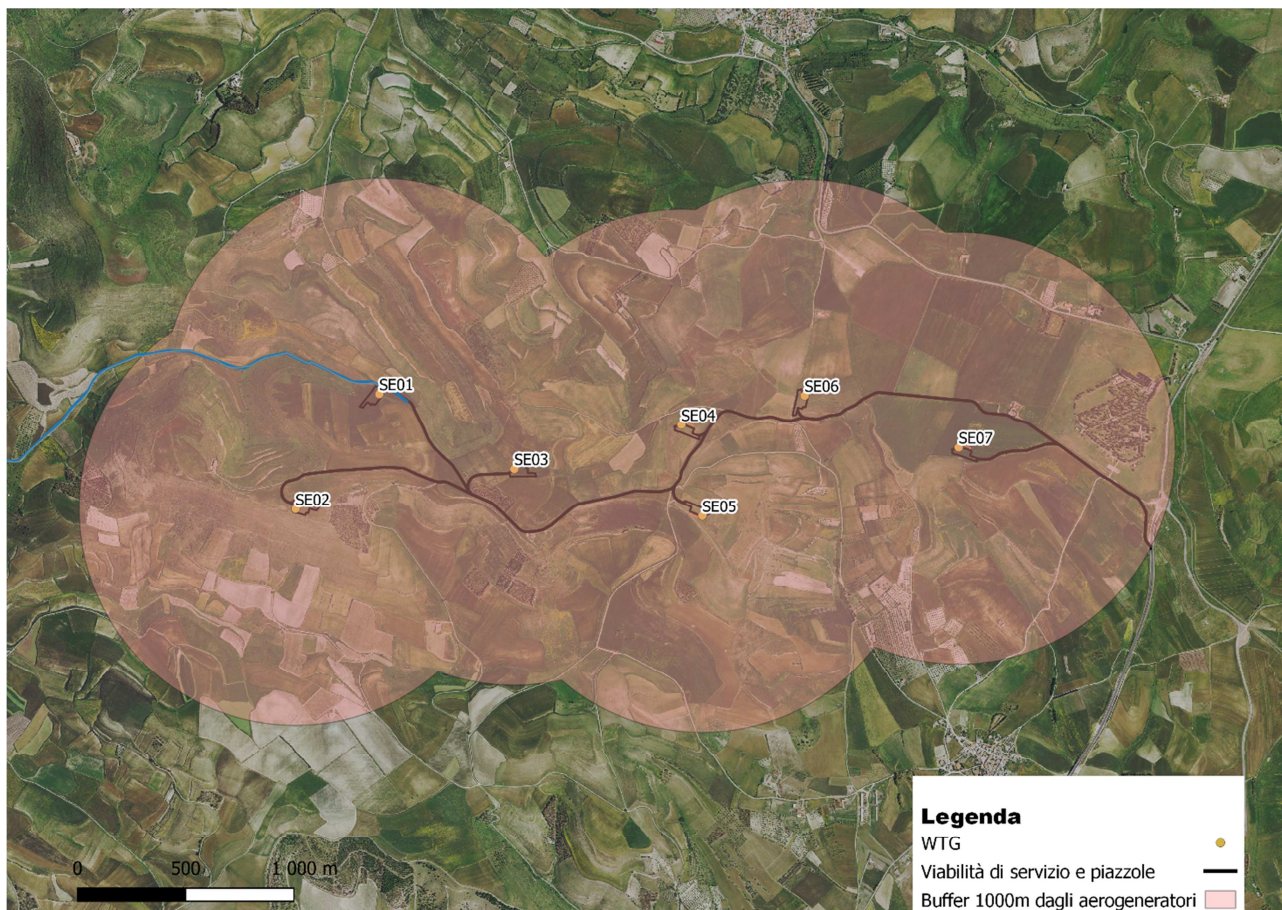 SE01
SE06
SE04
SE07
SE03
SE02
SE05
Legenda
WTG
Viabilità di servizio e piazzole
Buffer 1000m dagli aerogeneratori
0 500 1 000 m